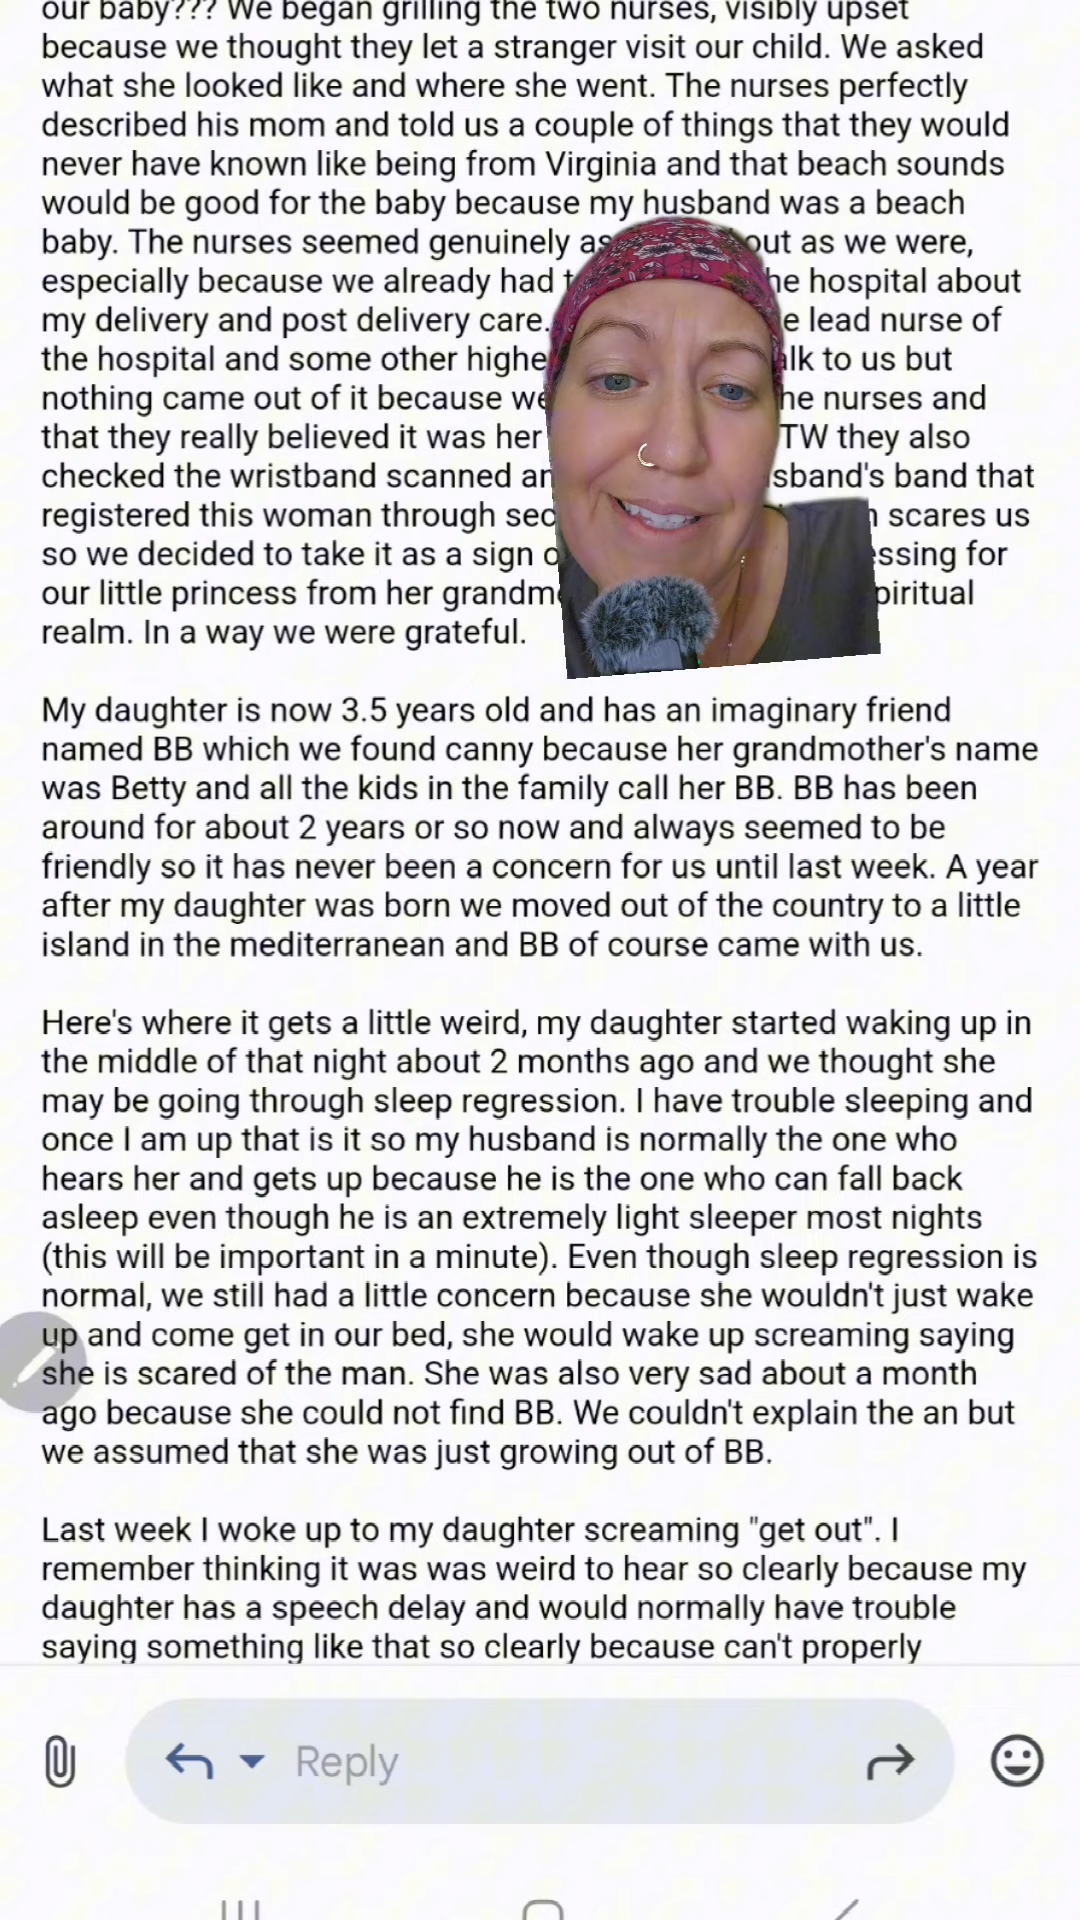 our baby??? We began grilling the two nurses, visibly upset
because we thought they let a stranger visit our child. We asked
what she looked like and where she went. The nurses perfectly
described his mom and told us a couple of things that they would
never have known like being from Virginia and that beach sounds
would be good for the baby because my husband was a beach
baby. The nurses seemed genuinely as out as we were,
especially because we already had the hospital about
my delivery and post delivery care. lead nurse of
the hospital and some other to us but
nothing came out of it because nurses and
that they really believed it was her BTW they also
checked the wristband scanned band that
registered this woman through scares us
so we decided to take it as a sign for
our little princess from her
realm. In a way we were grateful.
My daughter is now 3.5 years old and has an imaginary friend
named BB which we found canny because her grandmother's name
was Betty and all the kids in the family call her BB. BB has been
around for about 2 years or so now and always seemed to be
friendly so it has never been a concern for us until last week. A year
after my daughter was born we moved out of the country to a little
island in the mediterranean and BB of course came with us.
Here's where it gets a little weird, my daughter started waking up in
the middle of that night about 2 months ago and we thought she
may be going through sleep regression. I have trouble sleeping and
once I am up that is it so my husband is normally the one who
hears her and gets up because he is the one who can fall back
asleep even though he is an extremely light sleeper most nights
(this will be important in a minute). Even though sleep regression is
normal, we still had a little concern because she wouldn't just wake
up and come get in our bed, she would wake up screaming saying
she is scared of the man. She was also very sad about a month
ago because she could not find BB. We couldn't explain the an but
we assumed that she was just growing out of BB.
Last week I woke up to my daughter screaming "get out". I
remember thinking it was was weird to hear so clearly because my
daughter has a speech delay and would normally have trouble
saying something like that so clearly because can't properly
Reply